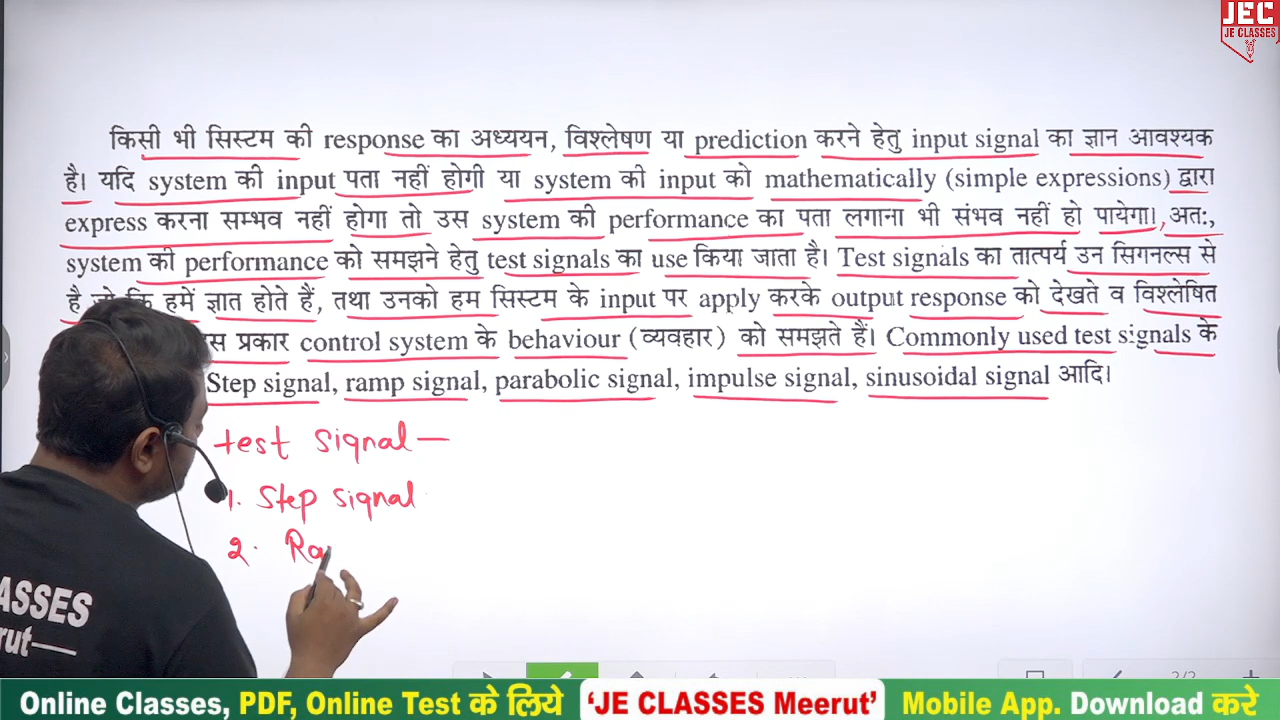 JEC
JE CLASSES
किसी भी सिस्टम की response का अध्ययन, विश्लेषण या prediction करने हेतु input signal का ज्ञान आवश्यक
है। यदि system की input पता नहीं होगी या system की input को mathematically (simple expressions) द्वारा
express करना सम्भव नहीं होगा तो उस system की performance का पता लगाना भी संभव नहीं हो पायेगा। अत:,
system की performance को समझने हेतु test signals का use किया जाता है। Test signals का तात्पर्य उन सिगनल्स से
है जो कि हमें ज्ञात होते हैं, तथा उनको हम सिस्टम के input पर apply करके output response को देखते व विश्लेषित
प्रकार control system के behaviour (व्यवहार) को समझते हैं। Commonly used test signals के
Step signal, ramp signal, parabolic signal, impulse signal, sinusoidal signal आदि।
test signal —
1. Step signal
2. Ra
ASSES
rut—
2/2
Online Classes, PDF, Online Test के लिये ‘JE CLASSES Meerut’ Mobile App. Download करे